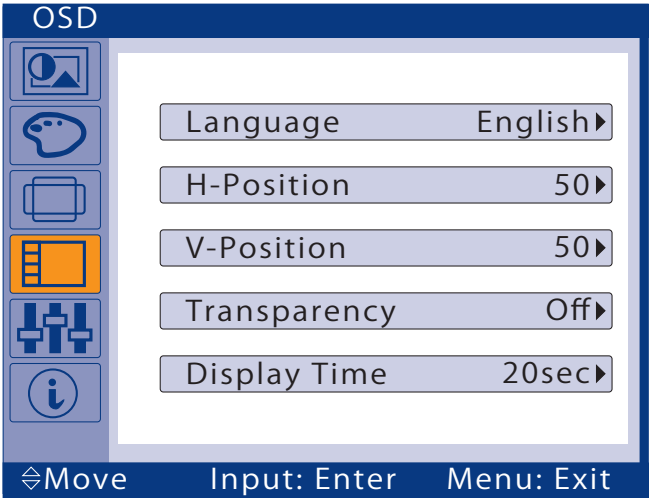 OSD
Language English
H-Position 50
V-Position 50
Transparency Off
Display Time 20sec
Move Input: Enter Menu: Exit